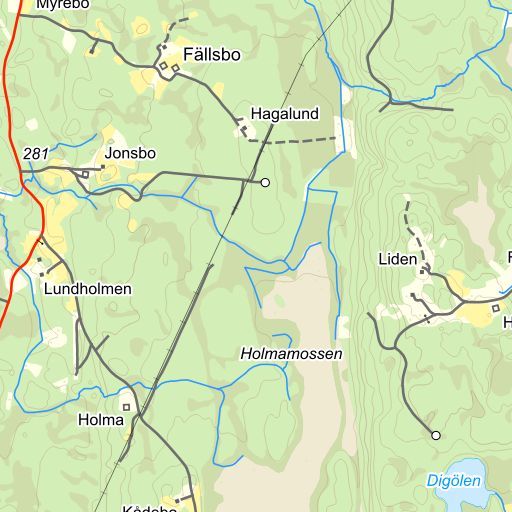 Myrebo
Fällsbo
Hagalund
281
Jonsbo
Liden
Lundholmen
Holmamossen
Holma
Digölen